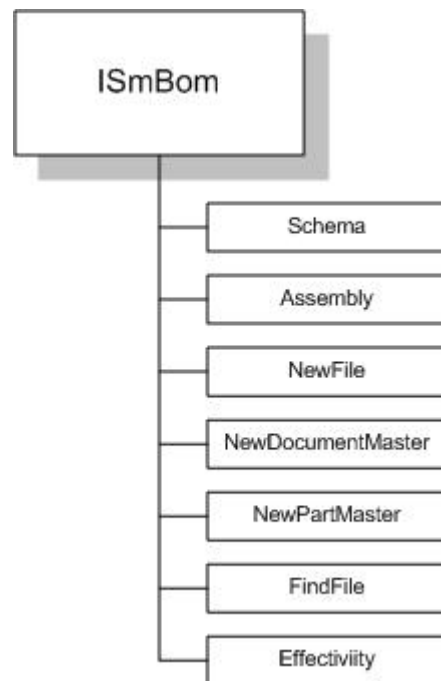 ISmBom
Schema
Assembly
NewFile
NewDocumentMaster
NewPartMaster
FindFile
Effectiviity